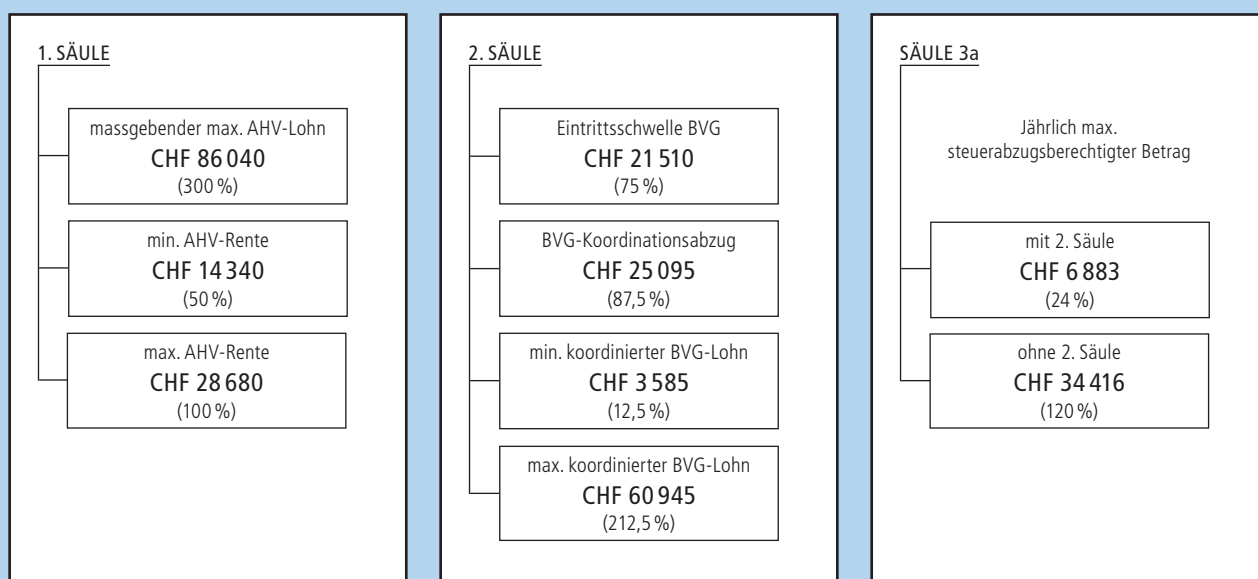 1. SÄULE
massgebender max. AHV-Lohn
CHF 86 040
(300 %)
min. AHV-Rente
CHF 14 340
(50 %)
max. AHV-Rente
CHF 28 680
(100 %)
2. SÄULE
Eintrittsschwelle BVG
CHF 21 510
(75 %)
BVG-Koordinationsabzug
CHF 25 095
(87,5 %)
min. koordinierter BVG-Lohn
CHF 3 585
(12,5 %)
max. koordinierter BVG-Lohn
CHF 60 945
(212,5 %)
SÄULE 3a
Jährlich max.
steuerabzugsberechtigter Betrag
mit 2. Säule
CHF 6 883
(24 %)
ohne 2. Säule
CHF 34 416
(120 %)